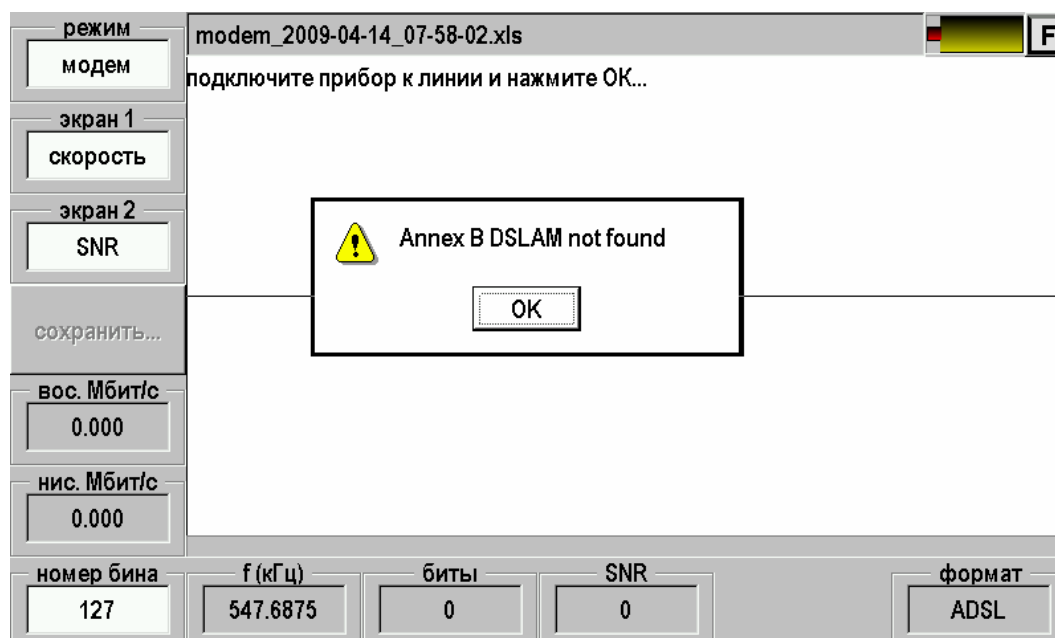 режим
модем
modem_2009-04-14_07-58-02.xls
F
подключите прибор к линии и нажмите ОК...
экран 1
скорость
экран 2
SNR
Annex B DSLAM not found
OK
сохранить...
вос. Мбит/с
0.000
нис. Мбит/с
0.000
номер бина
127
f (кГц)
547.6875
биты
0
SNR
0
формат
ADSL